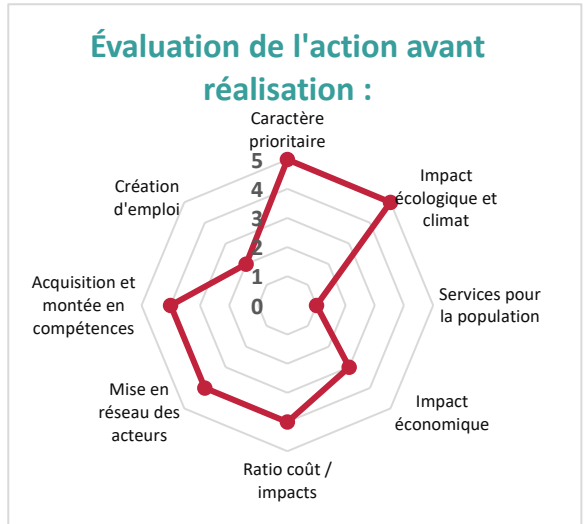 Évaluation de l'action avant
réalisation :
Caractère
prioritaire
Impact
écologique et
climat
Services pour
la population
Impact
économique
Ratio coût /
impacts
Mise en
réseau des
acteurs
Acquisition et
montée en
compétences
Création
d'emploi
5
4
3
2
1
0